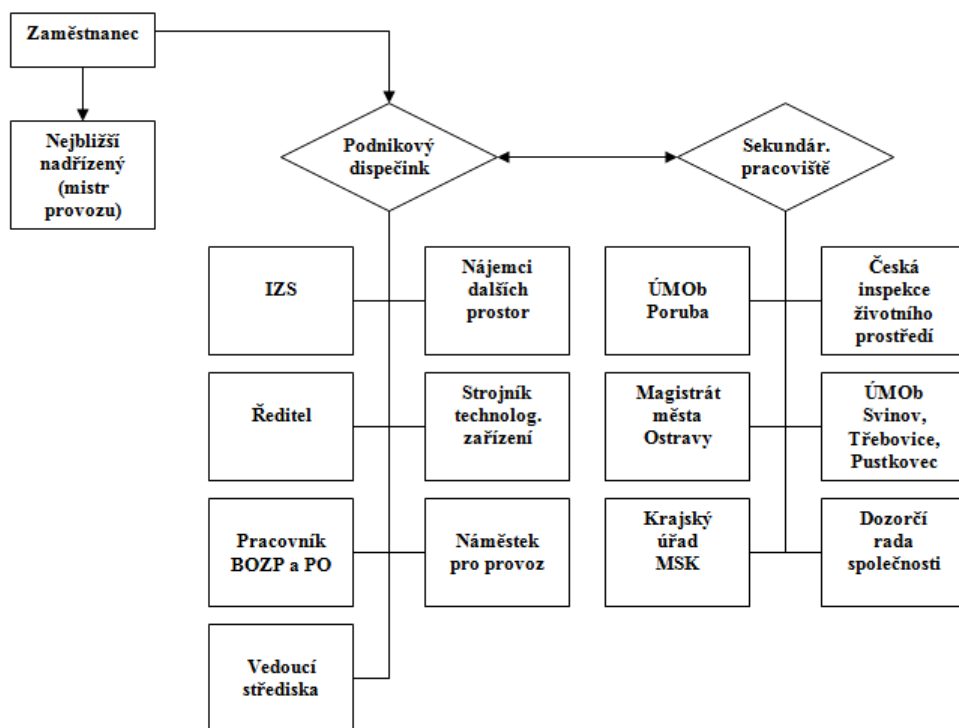 Zaměstnanec
Nejbližší
nadřízený
(mistr
provozu)
Podnikový
dispečink
Sekundár.
pracoviště
IZS
Nájemci
dalších
prostor
ÚMOb
Poruba
Česká
inspekce
životního
prostředí
Ředitel
Strojník
technolog.
zařízení
Magistrát
města
Ostravy
ÚMOb
Svinov,
Třebovice,
Pustkovec
Pracovník
BOZP a PO
Náměstek
pro provoz
Krajský
úřad
MSK
Dozorčí
rada
společnosti
Vedoucí
střediska